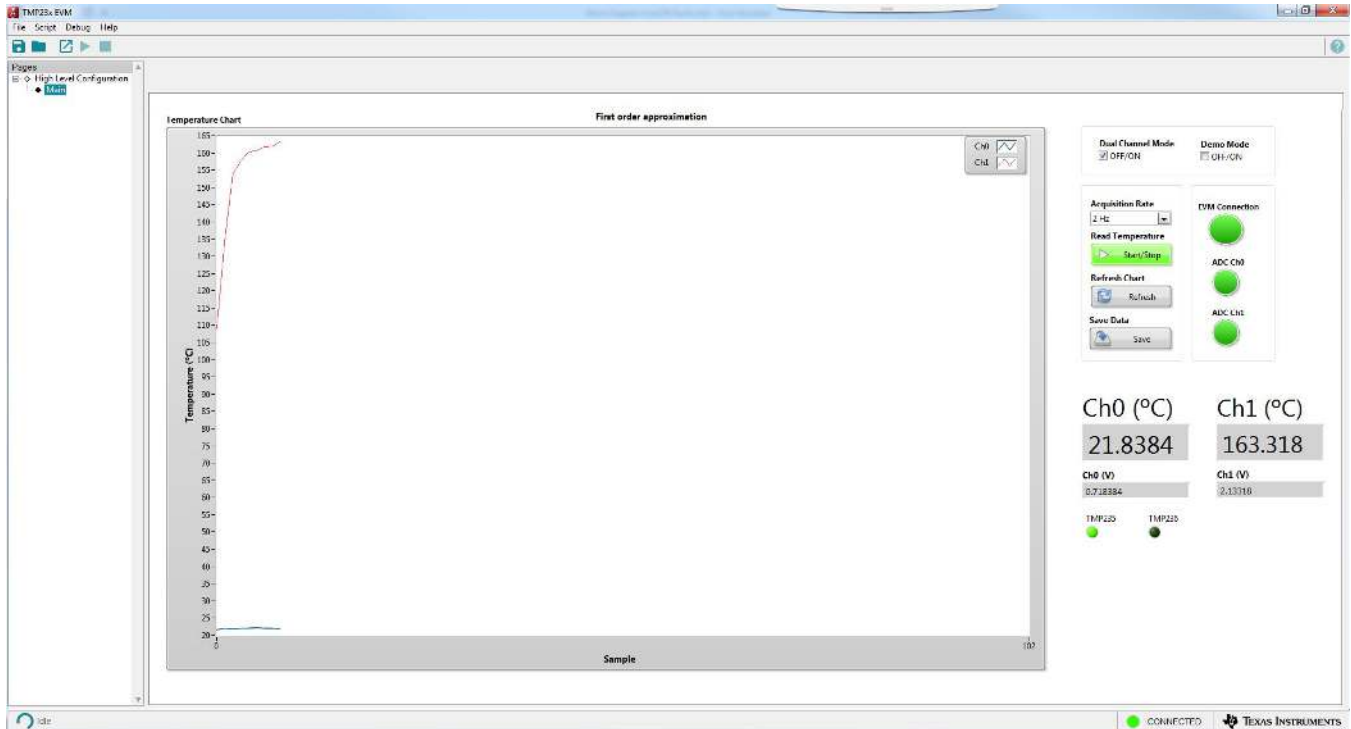 TMP23x EVM
File Script Debug Help
Pages
High Level Configuration
Main
Temperature Chart
First order approximation
Ch0
Ch1
Temperature (°C)
165
160
155
150
145
140
135
130
125
120
115
110
105
100
95
90
85
80
75
70
65
60
55
50
45
40
35
30
25
20
0
102
Sample
Dual Channel Mode
OFF/ON
Demo Mode
OFF/ON
Acquisition Rate
2 Hz
Read Temperature
Start/Stop
Refresh Chart
Refresh
Save Data
Save
EVM Connection
ADC Ch0
ADC Ch1
Ch0 (°C)
21.8384
Ch1 (°C)
163.318
Ch0 (V)
0.718384
Ch1 (V)
2.13318
TMP235
TMP236
Idle
CONNECTED
TEXAS INSTRUMENTS